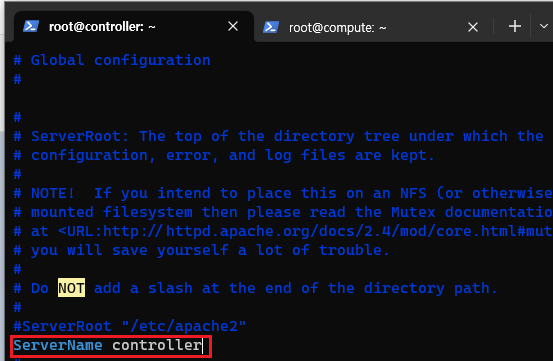 root@controller: ~
root@compute: ~
# Global configuration
#
#
# ServerRoot: The top of the directory tree under which the
# configuration, error, and log files are kept.
#
# NOTE!  If you intend to place this on an NFS (or otherwise
# mounted filesystem then please read the Mutex documentatio
# at <URL:http://httpd.apache.org/docs/2.4/mod/core.html#mut
# you will save yourself a lot of trouble.
#
# Do NOT add a slash at the end of the directory path.
#
#ServerRoot "/etc/apache2"
ServerName controller
#